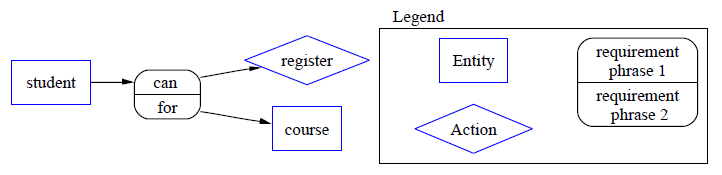 student
can
for
register
course
Legend
Entity
Action
requirement
phrase 1
requirement
phrase 2